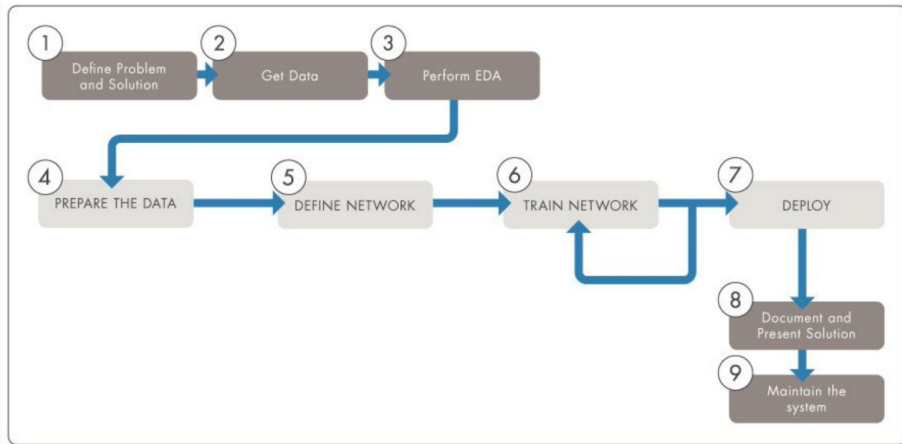 1
Define Problem
and Solution
2
Get Data
3
Perform EDA
4
PREPARE THE DATA
5
DEFINE NETWORK
6
TRAIN NETWORK
7
DEPLOY
8
Document and
Present Solution
9
Maintain the
system